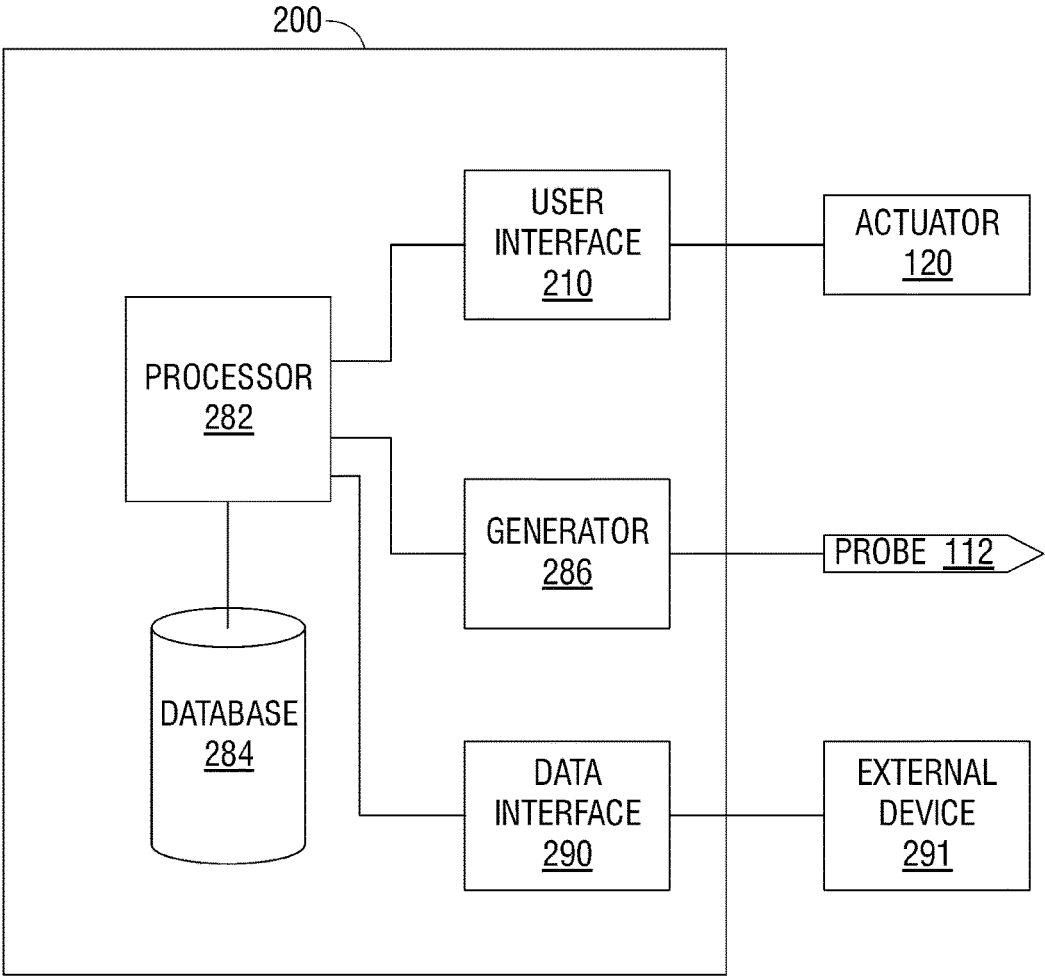 200
USER
INTERFACE
210
ACTUATOR
120
PROCESSOR
282
GENERATOR
286
PROBE 112
DATABASE
284
DATA
INTERFACE
290
EXTERNAL
DEVICE
291